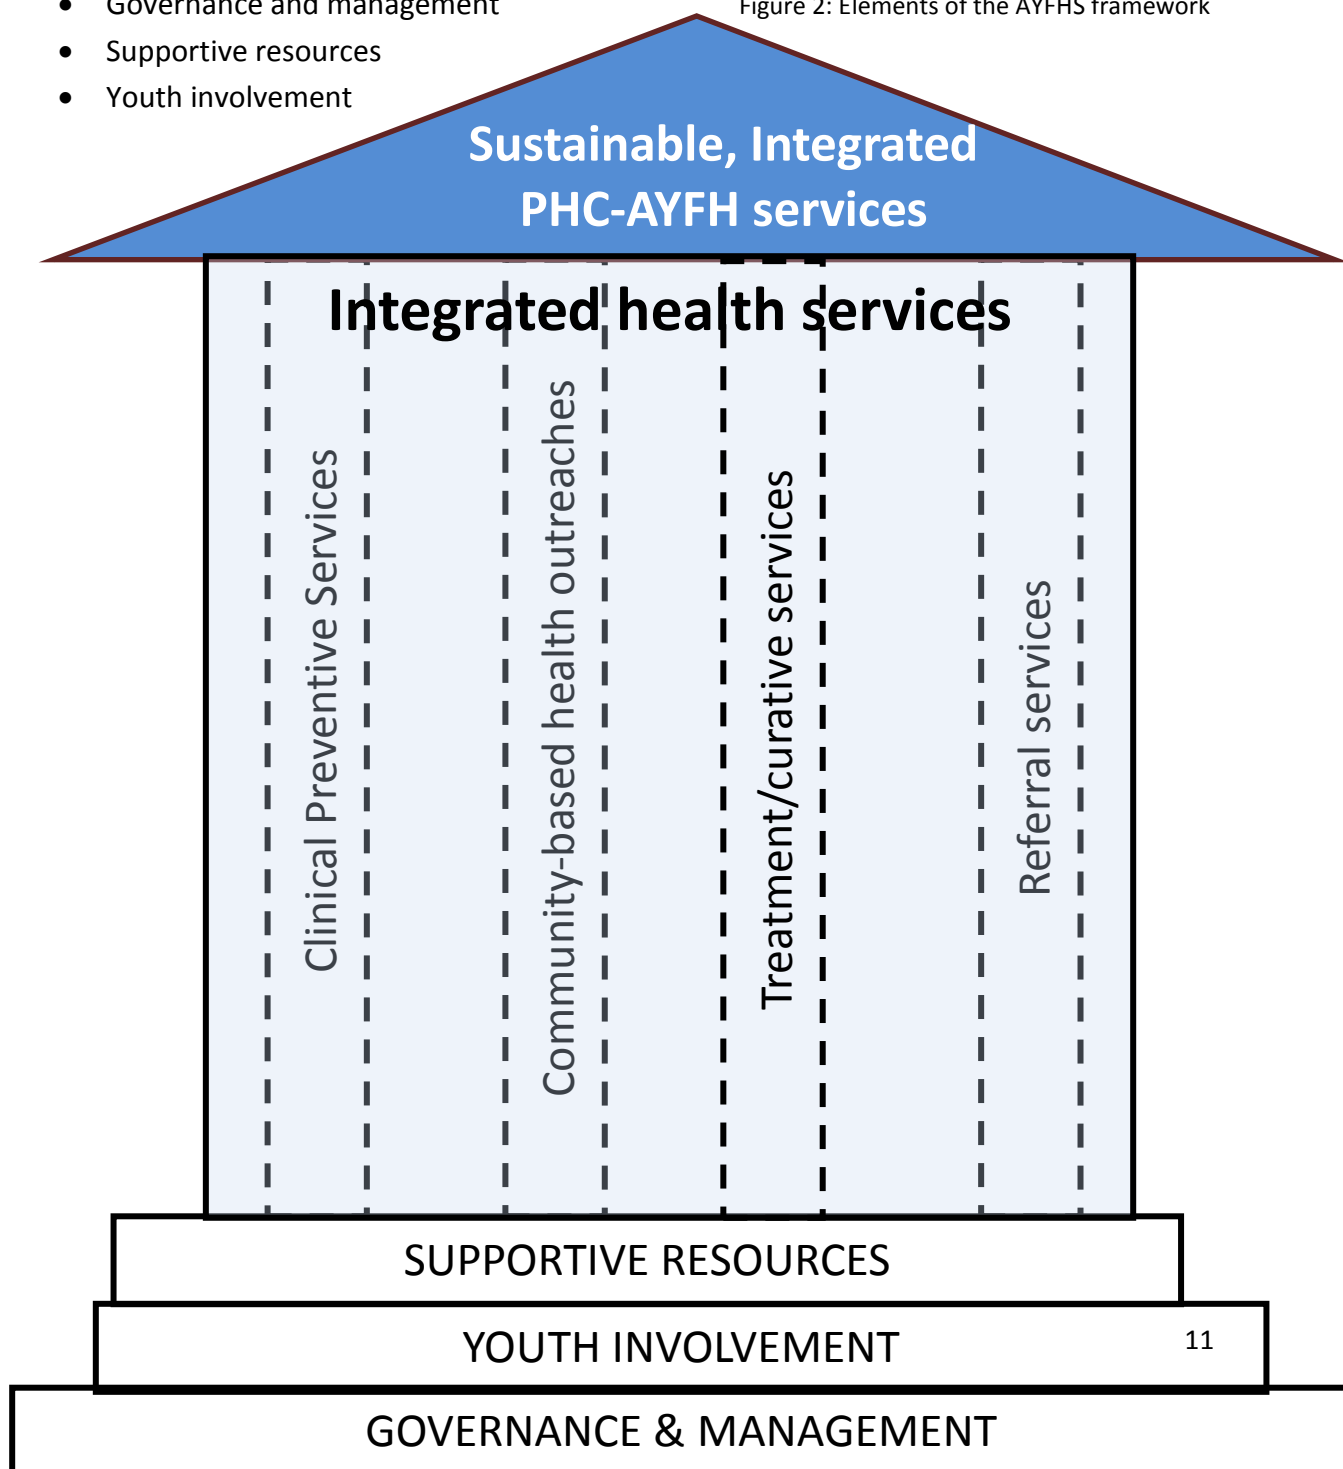 • Governance and management
Figure 2: Elements of the AYFHS framework
• Supportive resources
• Youth involvement
Sustainable, Integrated
PHC-AYFH services
Integrated health services
Clinical Preventive Services
Community-based health outreaches
Treatment/curative services
Referral services
SUPPORTIVE RESOURCES
YOUTH INVOLVEMENT
11
GOVERNANCE & MANAGEMENT